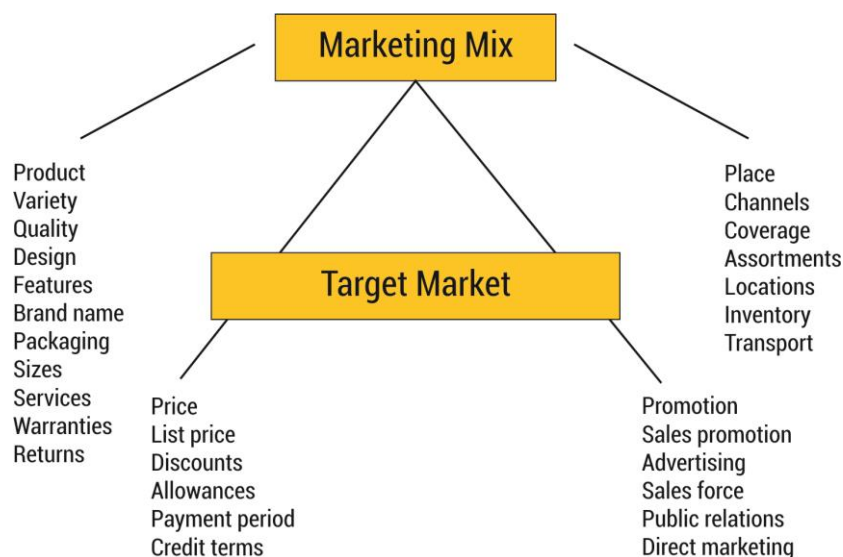 Marketing Mix
Product
Variety
Quality
Design
Features
Brand name
Packaging
Sizes
Services
Warranties
Returns
Place
Channels
Coverage
Assortments
Locations
Inventory
Transport
Target Market
Price
List price
Discounts
Allowances
Payment period
Credit terms
Promotion
Sales promotion
Advertising
Sales force
Public relations
Direct marketing